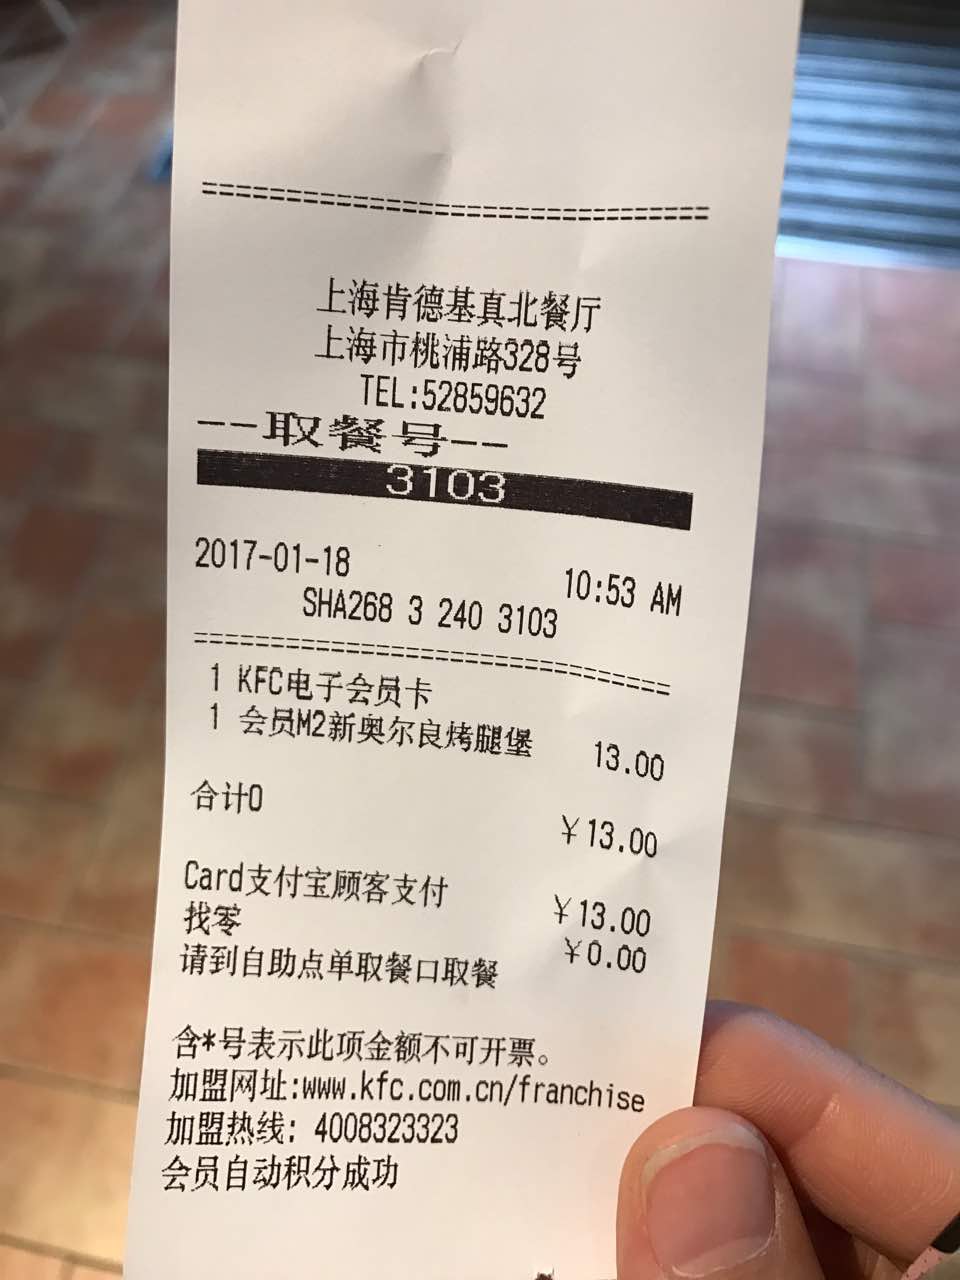 ================================
上海肯德基真北餐厅
上海市桃浦路328号
TEL:52859632
--取餐号--
3103
2017-01-18 10:53 AM
SHA268 3 240 3103
================================
1 KFC电子会员卡
1 会员M2新奥尔良烤腿堡 13.00
合计0 ¥13.00
Card支付宝顾客支付 ¥13.00
找零 ¥0.00
请到自助点单取餐口取餐
含*号表示此项金额不可开票。
加盟网址:www.kfc.com.cn/franchise
加盟热线: 4008323323
会员自动积分成功